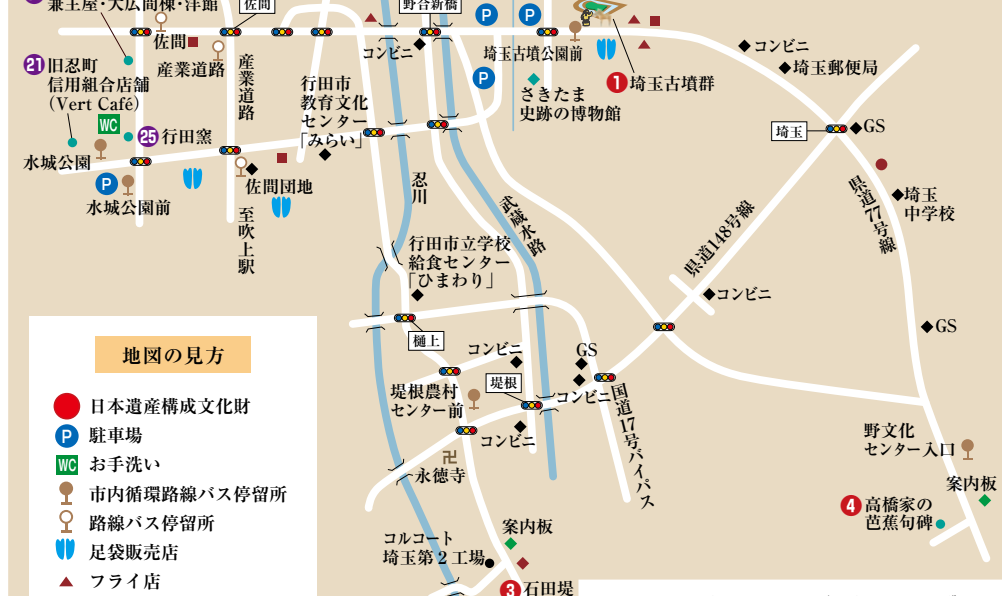 兼主屋・大広間棟・洋館
佐間
野合新橋
P
P
佐間
コンビニ
埼玉古墳公園前
コンビニ
21 旧忍町
信用組合店舗
(Vert Café)
産業道路
産業道路
行田市
教育文化
センター
「みらい」
P
さきたま
史跡の博物館
1 埼玉古墳群
埼玉郵便局
WC
25 行田窯
埼玉
GS
水城公園
P
水城公園前
佐間団地
至吹上駅
忍川
武蔵水路
県道77号線
埼玉
中学校
県道148号線
行田市立学校
給食センター
「ひまわり」
コンビニ
樋上
GS
コンビニ
GS
地図の見方
堤根
堤根農村
センター前
コンビニ
国道17号バイパス
日本遺産構成文化財
P 駐車場
コンビニ
野文化
センター入口
WC お手洗い
永徳寺
市内循環路線バス停留所
案内板
路線バス停留所
4 高橋家の
芭蕉句碑
案内板
足袋販売店
コルコート
埼玉第2工場
フライ店
3 石田堤